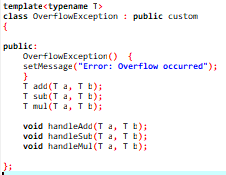 template<typename T>
class OverflowException : public custom
{
public:
OverflowException() {
setMessage("Error: Overflow occurred");
}
T add(T a, T b);
T sub(T a, T b);
T mul(T a, T b);
void handleAdd(T a, T b);
void handleSub(T a, T b);
void handleMul(T a, T b);
};